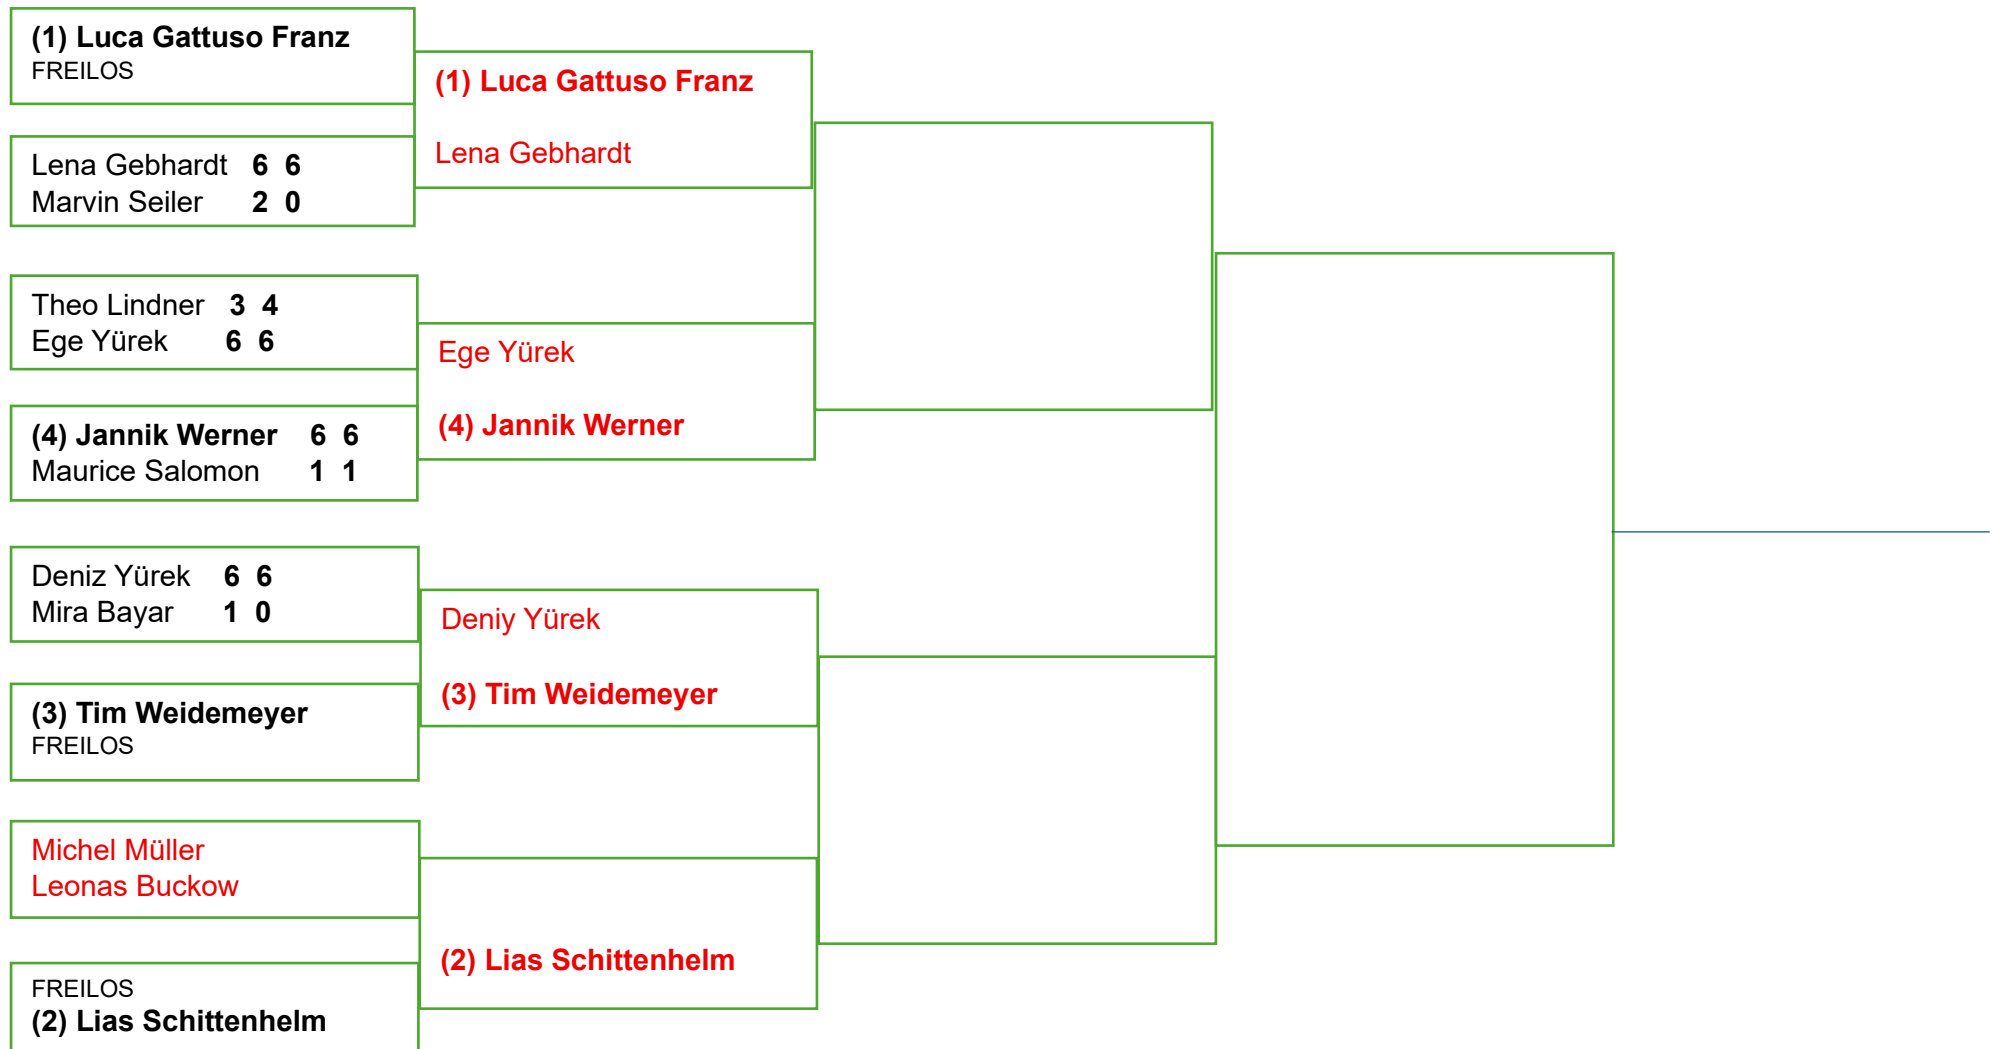 (1) Luca Gattuso Franz
FREILOS
Lena Gebhardt 6 6
Marvin Seiler 2 0
Theo Lindner 3 4
Ege Yürek 6 6
(4) Jannik Werner 6 6
Maurice Salomon 1 1
Deniz Yürek 6 6
Mira Bayar 1 0
(3) Tim Weidemeyer
FREILOS
Michel Müller
Leonas Buckow
FREILOS
(2) Lias Schittenhelm
(1) Luca Gattuso Franz
Lena Gebhardt
Ege Yürek
(4) Jannik Werner
Deniy Yürek
(3) Tim Weidemeyer
(2) Lias Schittenhelm